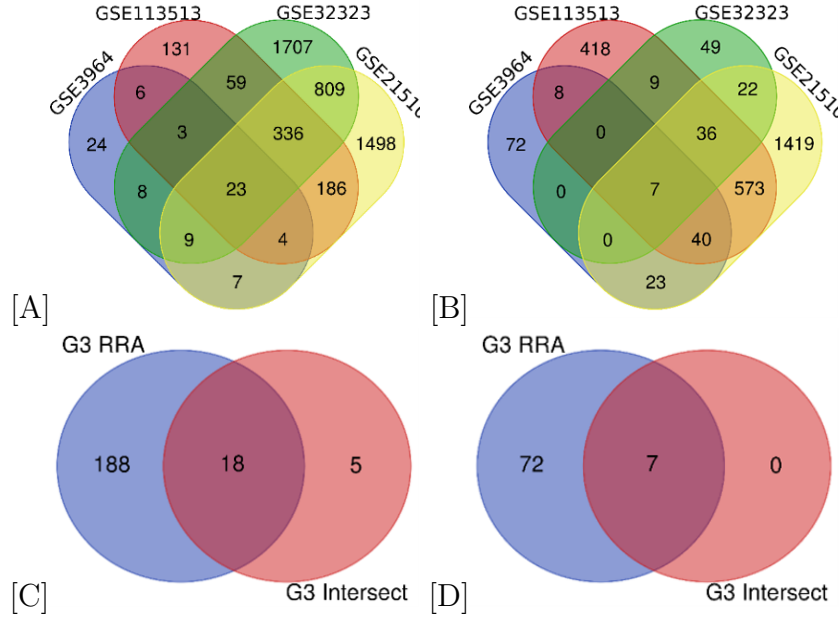 GSE113513 GSE32323
GSE3964 GSE2151
131 1707
6 59 809
24 3 336 1498
8 23 186
9 4
7
[A]
GSE113513 GSE32323
GSE3964 GSE2151
418 49
8 9 22
72 0 36 1419
0 7 573
0 40
23
[B]
G3 RRA
188 18 5
G3 Intersect
[C]
G3 RRA
72 7 0
G3 Intersect
[D]